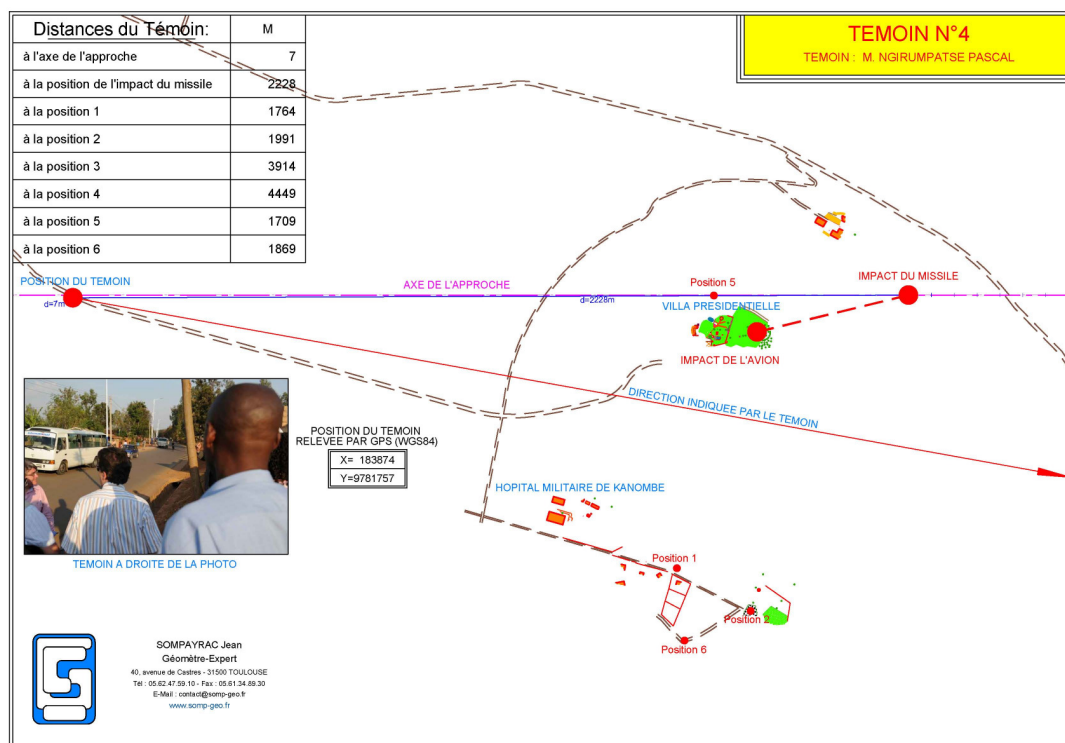 Distances du Témoin: M
à l'axe de l'approche 7
à la position de l'impact du missile 2228
à la position 1 1764
à la position 2 1991
à la position 3 3914
à la position 4 4449
à la position 5 1709
à la position 6 1869
TEMOIN N°4
TEMOIN : M. NGIRUMPATSE PASCAL
POSITION DU TEMOIN
d=7m
AXE DE L'APPROCHE
d=2228m
Position 5
IMPACT DU MISSILE
VILLA PRESIDENTIELLE
IMPACT DE L'AVION
DIRECTION INDIQUEE PAR LE TEMOIN
POSITION DU TEMOIN
RELEVEE PAR GPS (WGS84)
X= 183874
Y=9781757
HOPITAL MILITAIRE DE KANOMBE
TEMOIN A DROITE DE LA PHOTO
Position 1
Position 2
Position 6
SOMPAYRAC Jean
Géomètre-Expert
40, avenue de Castres - 31500 TOULOUSE
Tél : 05.62.47.59.10 - Fax : 05.61.34.89.30
E-Mail : contact@somp-geo.fr
www.somp-geo.fr